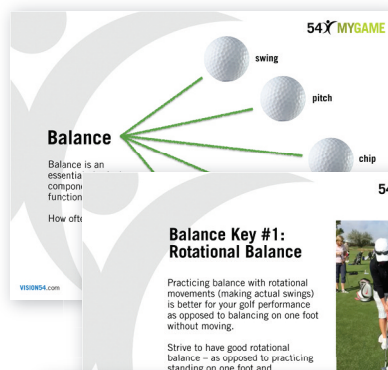 54 MYGAME
swing
pitch
chip
Balance
Balance is an
function
How
VISION54.com
54
Balance Key #1:
Rotational Balance
Practicing balance with rotational
movements (making actual swings)
is better for your golf performance
as opposed to balancing on one foot
without moving.
Strive to have good rotational
balance – as opposed to practicing
standing on one foot and